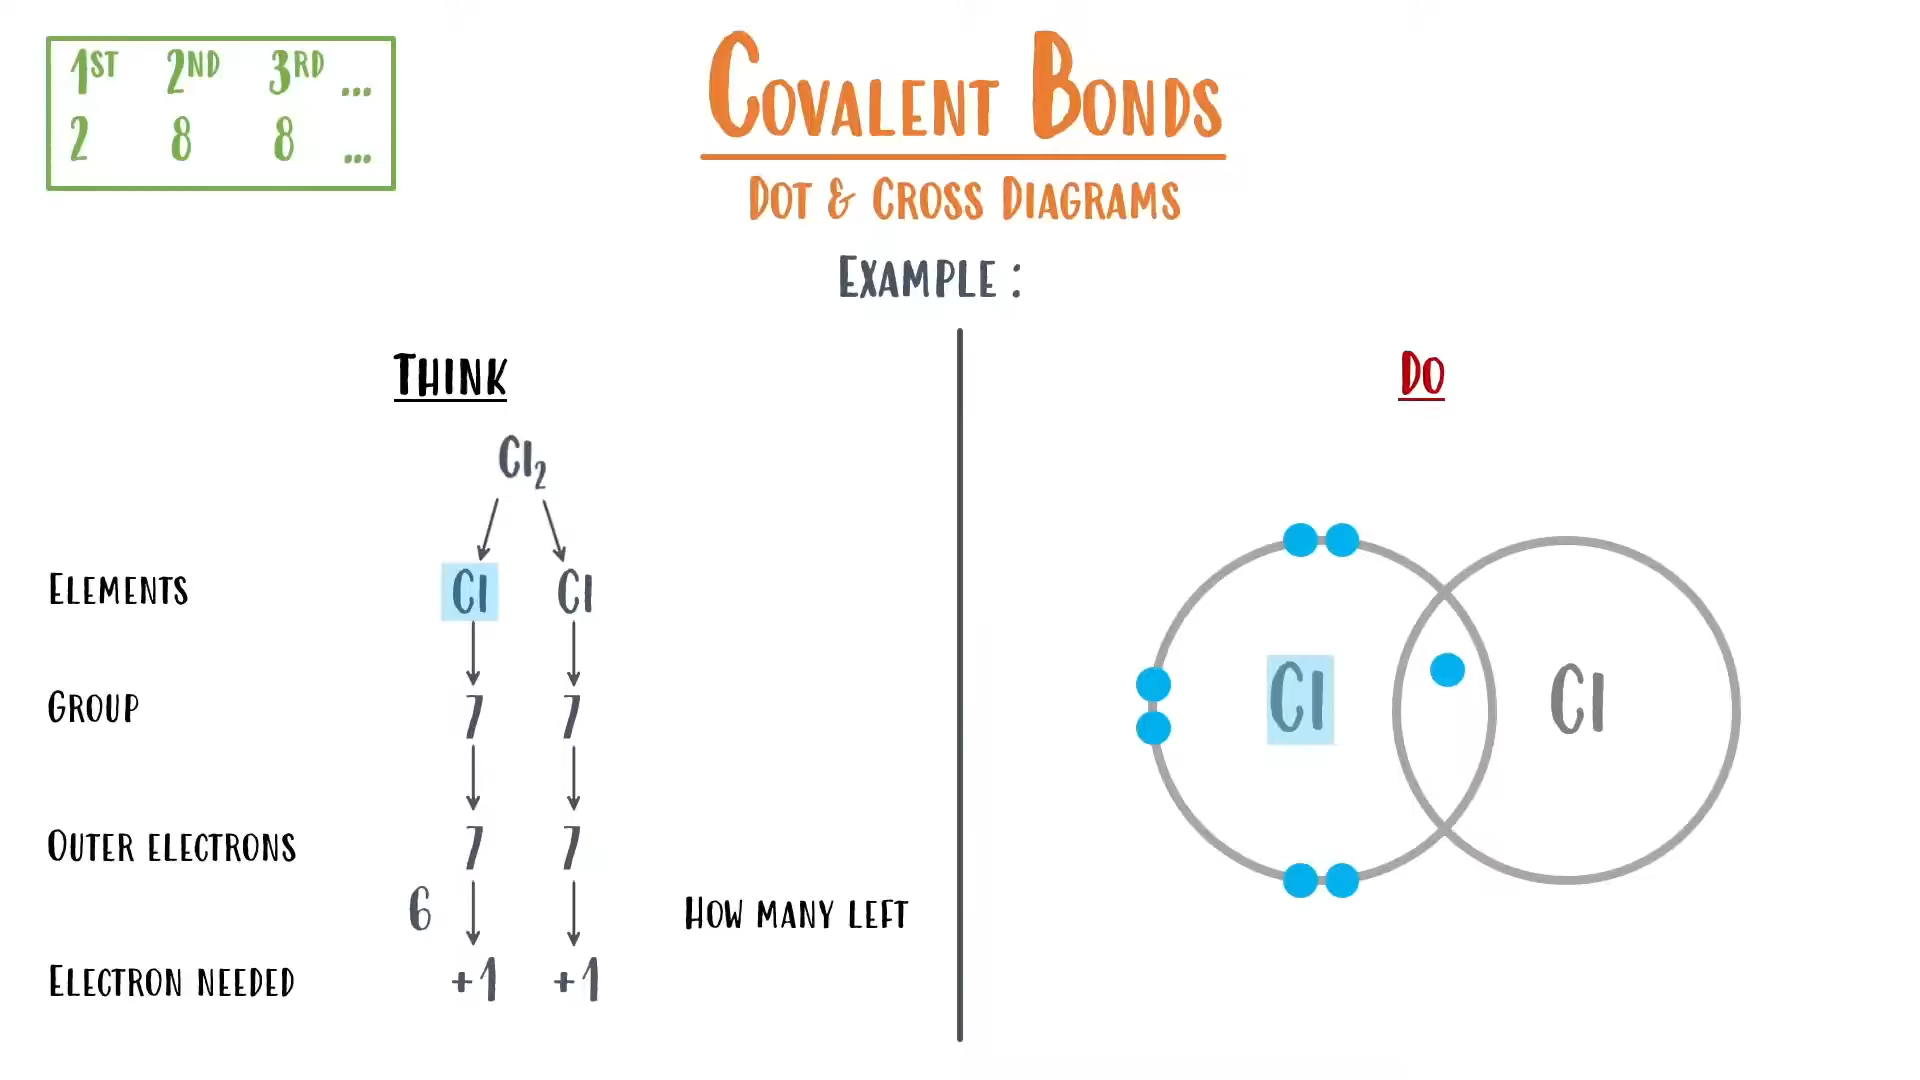 1ST 2ND 3RD ...
2 8 8 ...
COVALENT BONDS
DOT & CROSS DIAGRAMS
EXAMPLE :
THINK
DO
Cl2
ELEMENTS Cl Cl
GROUP 7 7
OUTER ELECTRONS 7 7
6 HOW MANY LEFT
ELECTRON NEEDED +1 +1
Cl Cl